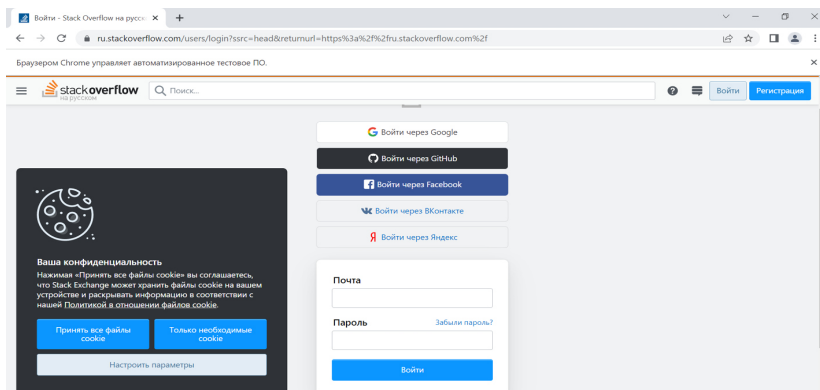 Войти - Stack Overflow на русск
ru.stackoverflow.com/users/login?ssrc=head&returnurl=https%3a%2f%2fru.stackoverflow.com%2f
Браузером Chrome управляет автоматизированное тестовое ПО.
stackoverflow
на русском
Поиск...
Войти
Регистрация
Войти через Google
Войти через GitHub
Войти через Facebook
Войти через ВКонтакте
Войти через Яндекс
Ваша конфиденциальность
Нажимая «Принять все файлы cookie» вы соглашаетесь,
что Stack Exchange может хранить файлы cookie на вашем
устройстве и раскрывать информацию в соответствии с
нашей Политикой в отношении файлов cookie.
Принять все файлы
cookie
Только необходимые
cookie
Настроить параметры
Почта
Пароль
Забыли пароль?
Войти